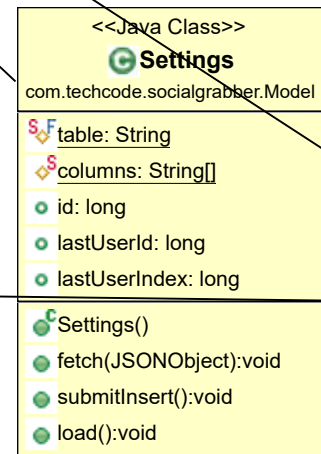 <<Java Class>>
C Settings
com.techcode.socialgrabber.Model
S F table: String
S columns: String[]
id: long
lastUserId: long
lastUserIndex: long
C Settings()
fetch(JSONObject):void
submitInsert():void
load():void